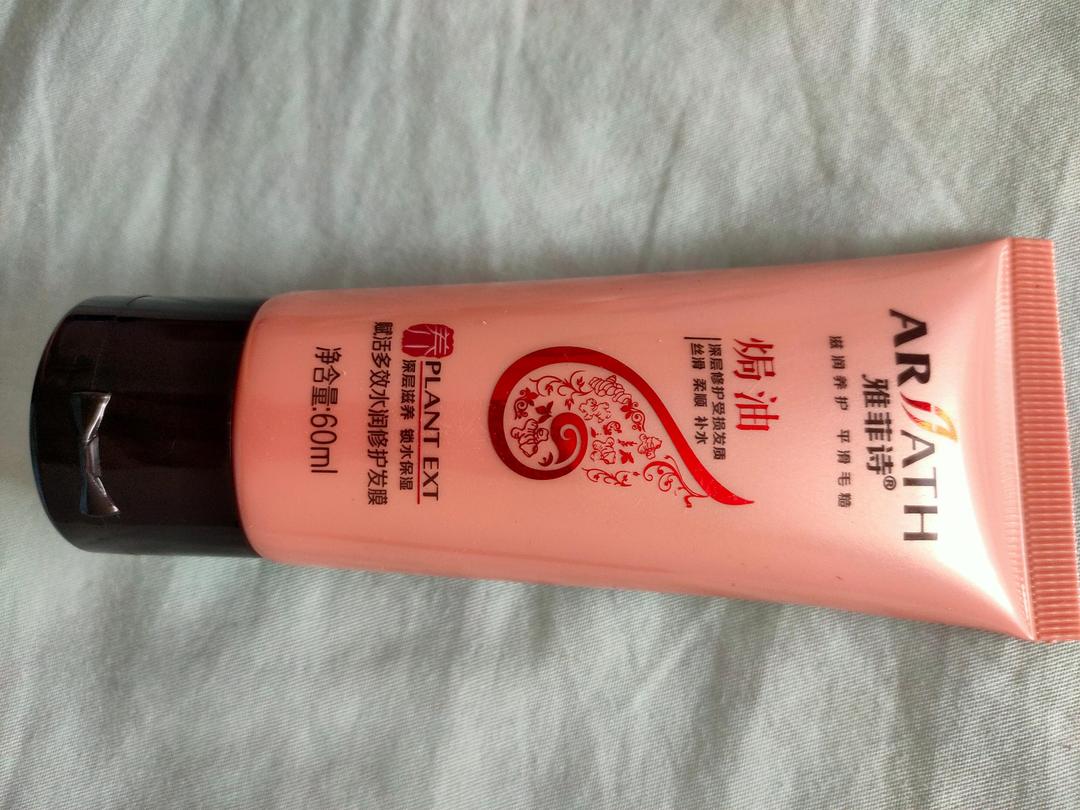 ARMATH
雅菲诗®
滋润养护 平滑毛糙
焗油
深层修护受损发质
丝滑 柔顺 补水
养 PLANT EXT
深层滋养 锁水保湿
赋活多效水润修护发膜
净含量:60ml